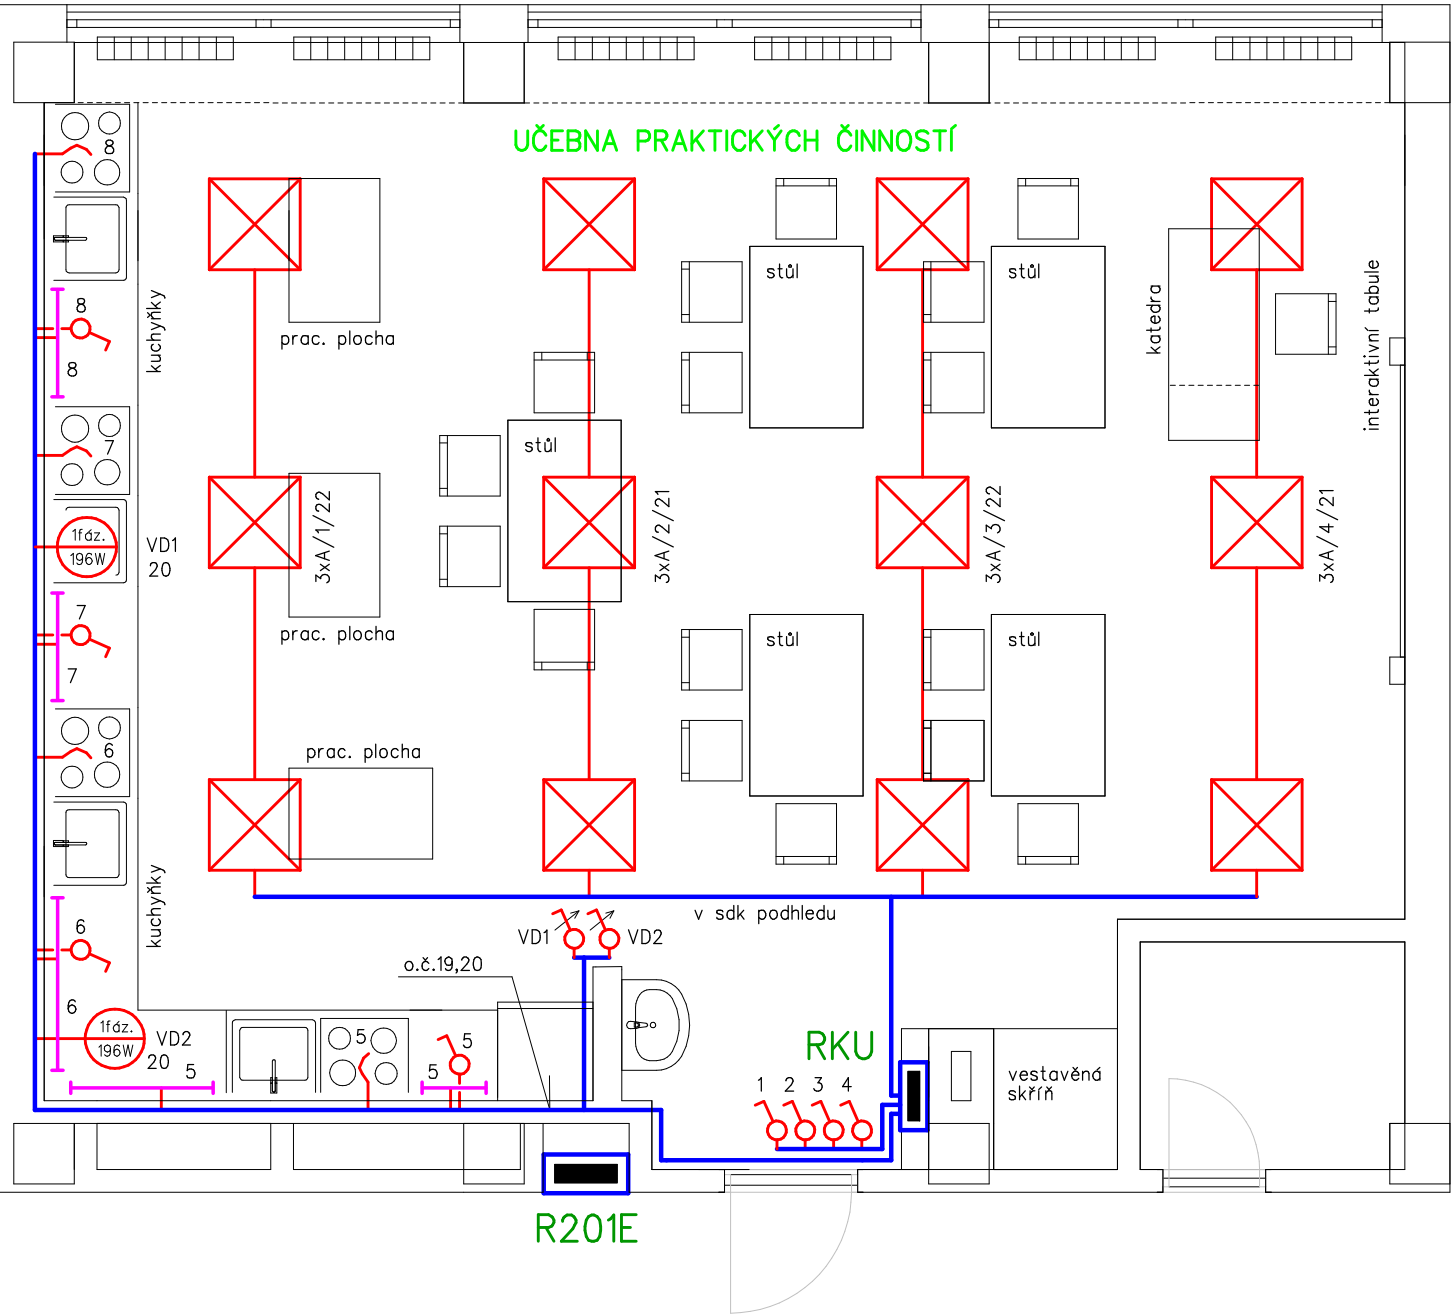 UČEBNA PRAKTICKÝCH ČINNOSTÍ
8
stůl
stůl
katedra
interaktivní tabule
kuchyňky
8
8
prac. plocha
7
stůl
3xA/1/22
3xA/2/21
3xA/3/22
3xA/4/21
1fáz.
196W
VD1
20
7
7
prac. plocha
stůl
stůl
6
prac. plocha
kuchyňky
6
6
v sdk podhledu
VD1
VD2
o.č.19,20
1fáz.
196W
VD2
20
5
5
5
5
RKU
vestavěná
skříň
1 2 3 4
R201E